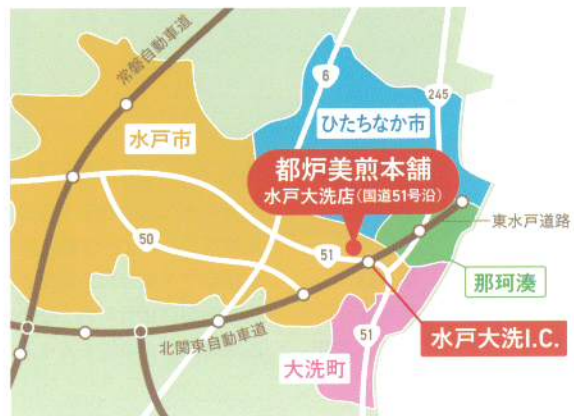 常磐自動車道
6
245
水戸市
ひたちなか市
都炉美煎本舗
水戸大洗店(国道51号沿)
50
51
東水戸道路
那珂湊
北関東自動車道
水戸大洗I.C.
51
大洗町